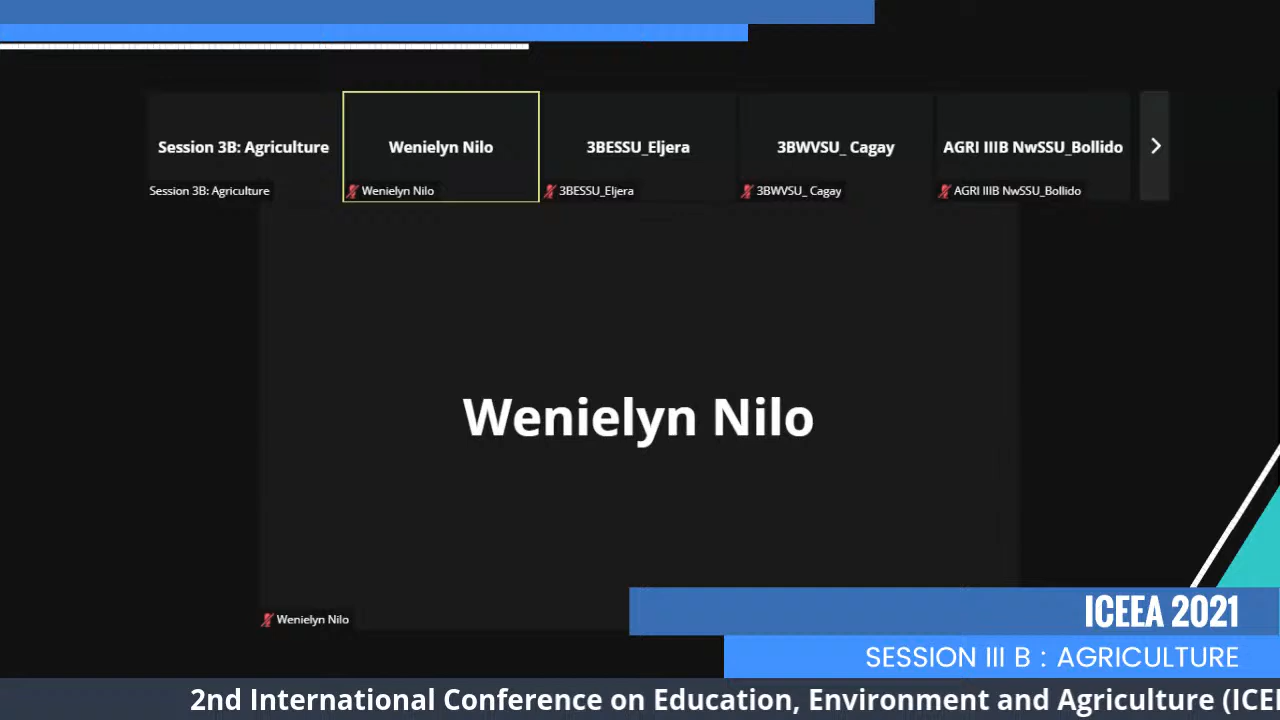 Session 3B: Agriculture
Wenielyn Nilo
3BESSU_Eljera
3BWVSU_ Cagay
AGRI IIIB NwSSU_Bollido
Session 3B: Agriculture
Wenielyn Nilo
3BESSU_Eljera
3BWVSU_ Cagay
AGRI IIIB NwSSU_Bollido
Wenielyn Nilo
Wenielyn Nilo
ICEEA 2021
SESSION III B : AGRICULTURE
2nd International Conference on Education, Environment and Agriculture (ICEE